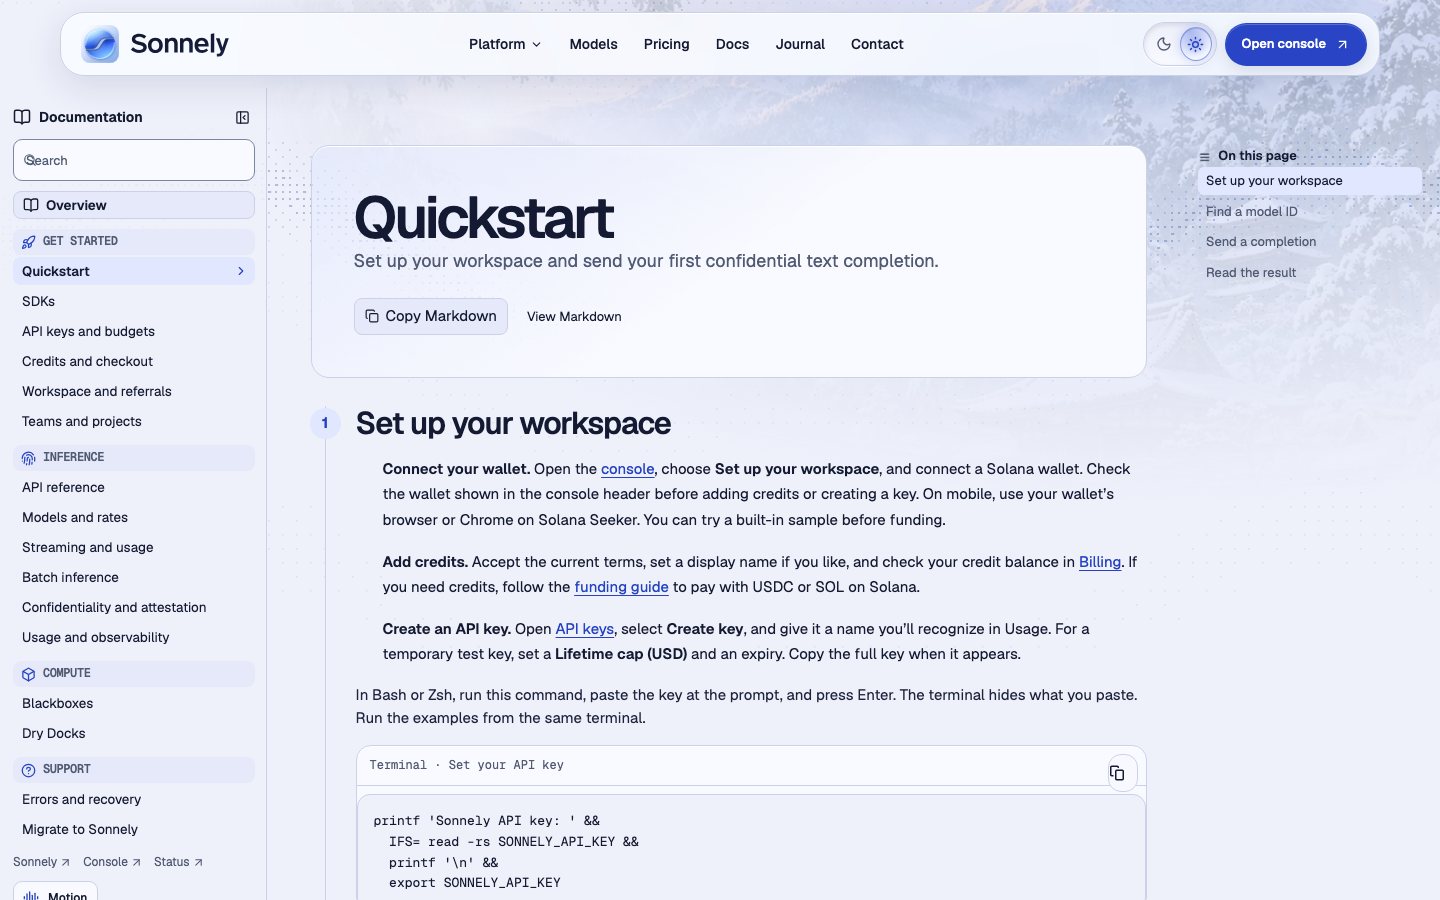 Sonnely
Platform
Models
Pricing
Docs
Journal
Contact
Open console
Documentation
Search
Overview
GET STARTED
Quickstart
SDKs
API keys and budgets
Credits and checkout
Workspace and referrals
Teams and projects
INFERENCE
API reference
Models and rates
Streaming and usage
Batch inference
Confidentiality and attestation
Usage and observability
COMPUTE
Blackboxes
Dry Docks
SUPPORT
Errors and recovery
Migrate to Sonnely
Sonnely
Console
Status
Motion
Quickstart
Set up your workspace and send your first confidential text completion.
Copy Markdown
View Markdown
1
Set up your workspace
Connect your wallet. Open the console, choose Set up your workspace, and connect a Solana wallet. Check
the wallet shown in the console header before adding credits or creating a key. On mobile, use your wallet’s
browser or Chrome on Solana Seeker. You can try a built-in sample before funding.
Add credits. Accept the current terms, set a display name if you like, and check your credit balance in Billing. If
you need credits, follow the funding guide to pay with USDC or SOL on Solana.
Create an API key. Open API keys, select Create key, and give it a name you’ll recognize in Usage. For a
temporary test key, set a Lifetime cap (USD) and an expiry. Copy the full key when it appears.
In Bash or Zsh, run this command, paste the key at the prompt, and press Enter. The terminal hides what you paste.
Run the examples from the same terminal.
Terminal · Set your API key
printf 'Sonnely API key: ' &&
IFS= read -rs SONNELY_API_KEY &&
printf '\n' &&
export SONNELY_API_KEY
On this page
Set up your workspace
Find a model ID
Send a completion
Read the result